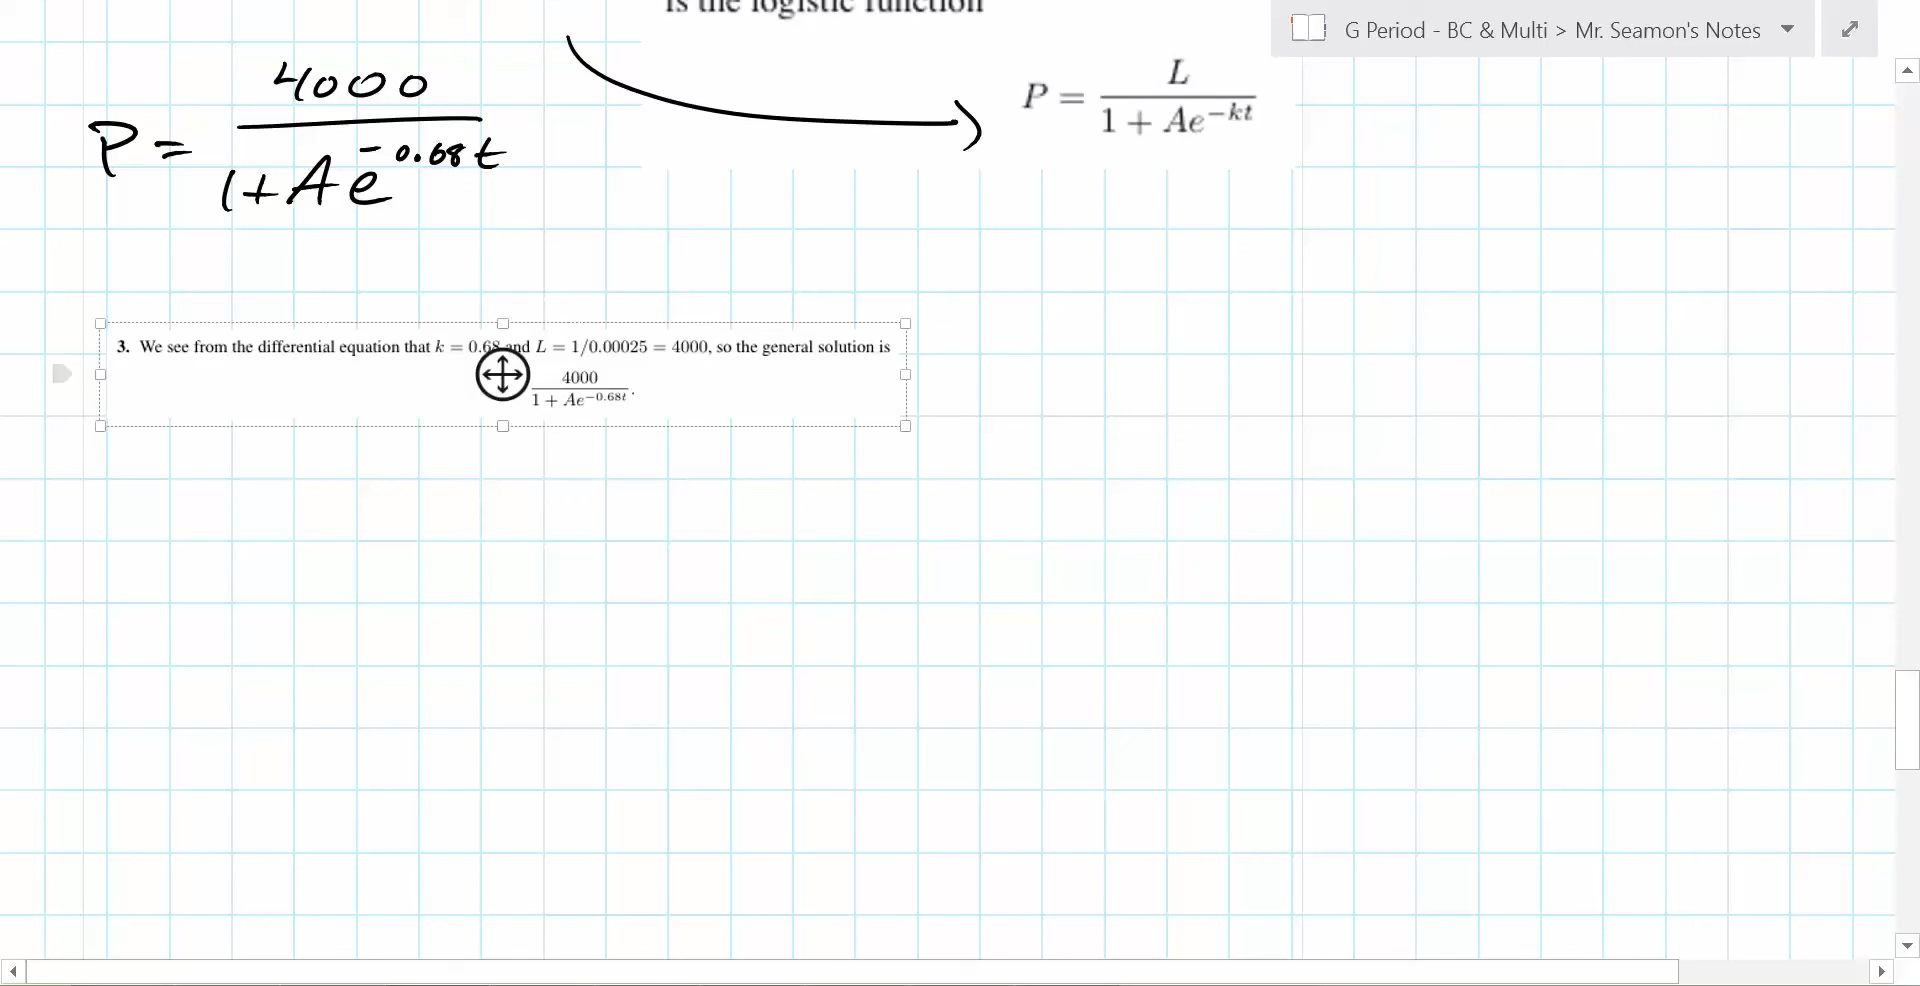 is the logistic function
G Period - BC & Multi > Mr. Seamon's Notes
P = 4000 / 1+Ae^-0.68t
P = L / 1 + Ae^−kt
3. We see from the differential equation that k = 0.68 and L = 1/0.00025 = 4000, so the general solution is
4000 / 1 + Ae^−0.68t .